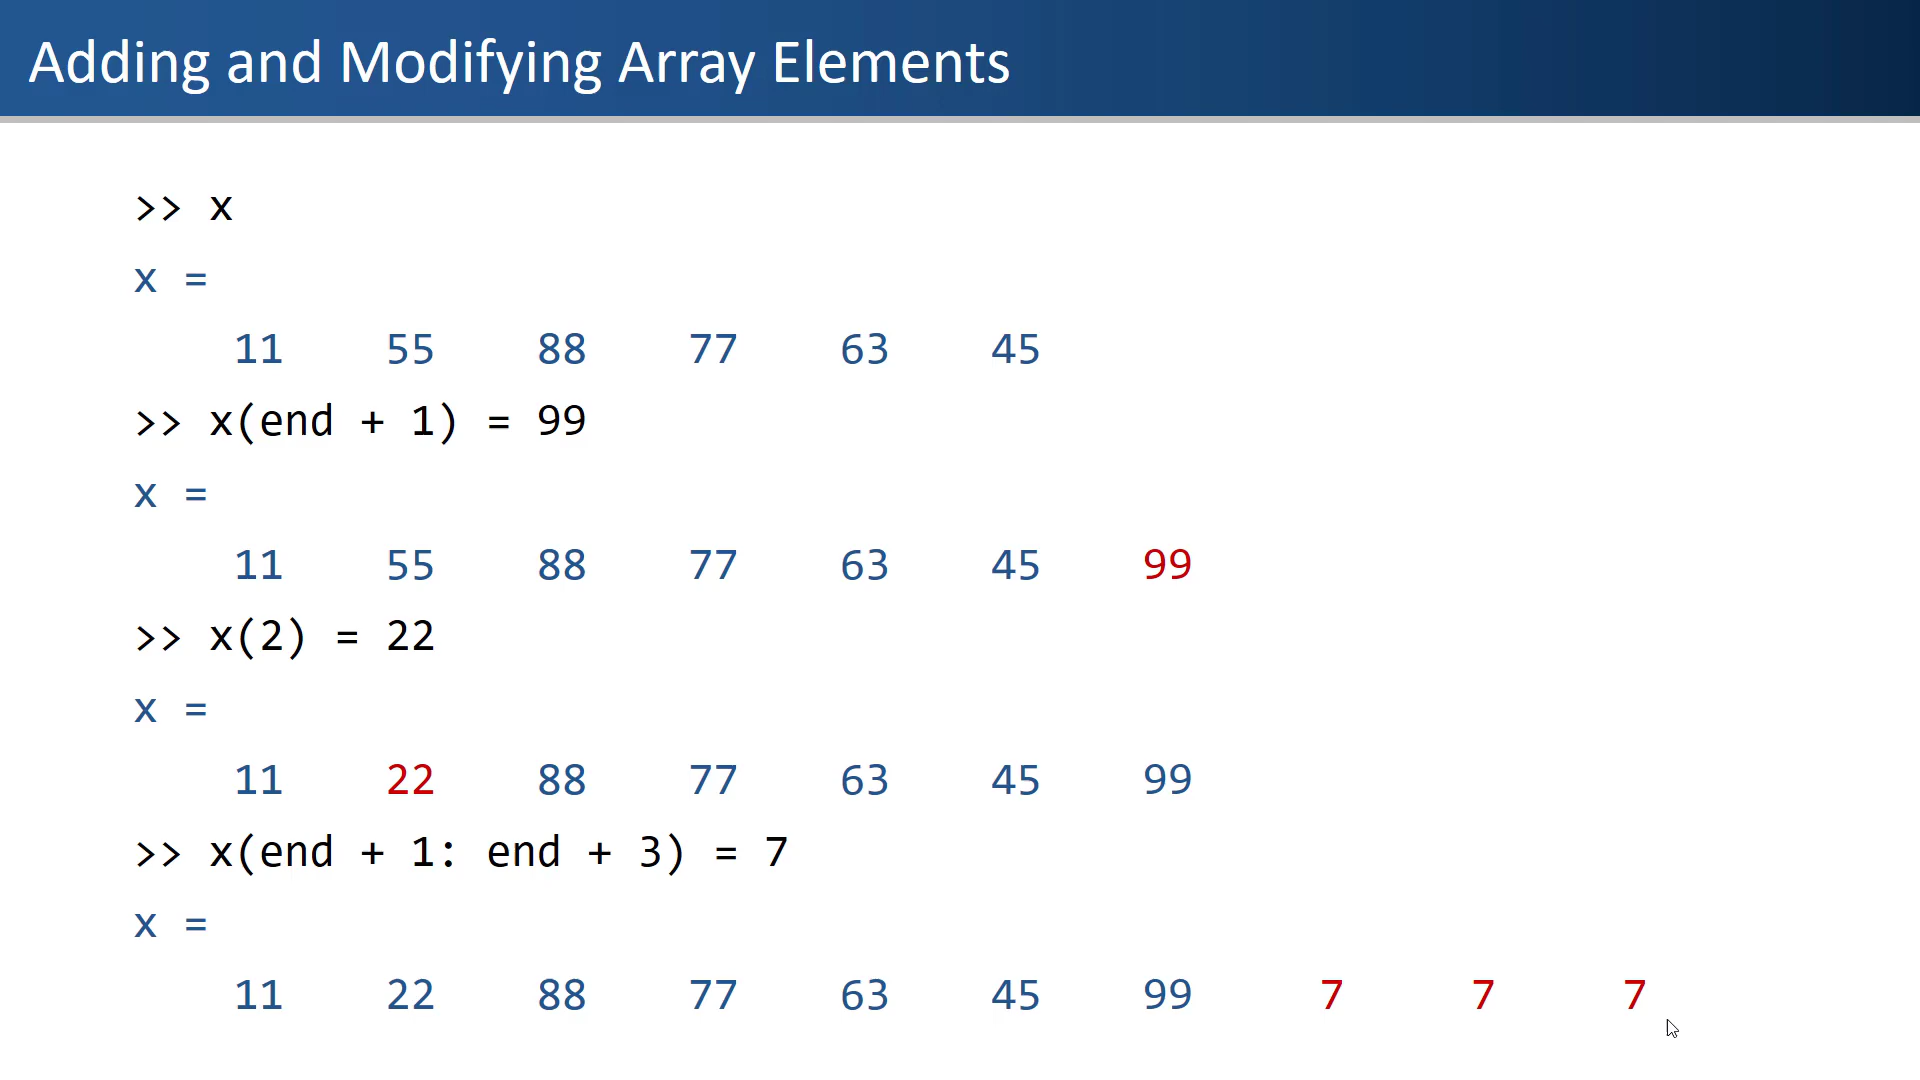 Adding and Modifying Array Elements
>> x
x =
11 55 88 77 63 45
>> x(end + 1) = 99
x =
11 55 88 77 63 45 99
>> x(2) = 22
x =
11 22 88 77 63 45 99
>> x(end + 1: end + 3) = 7
x =
11 22 88 77 63 45 99 7 7 7